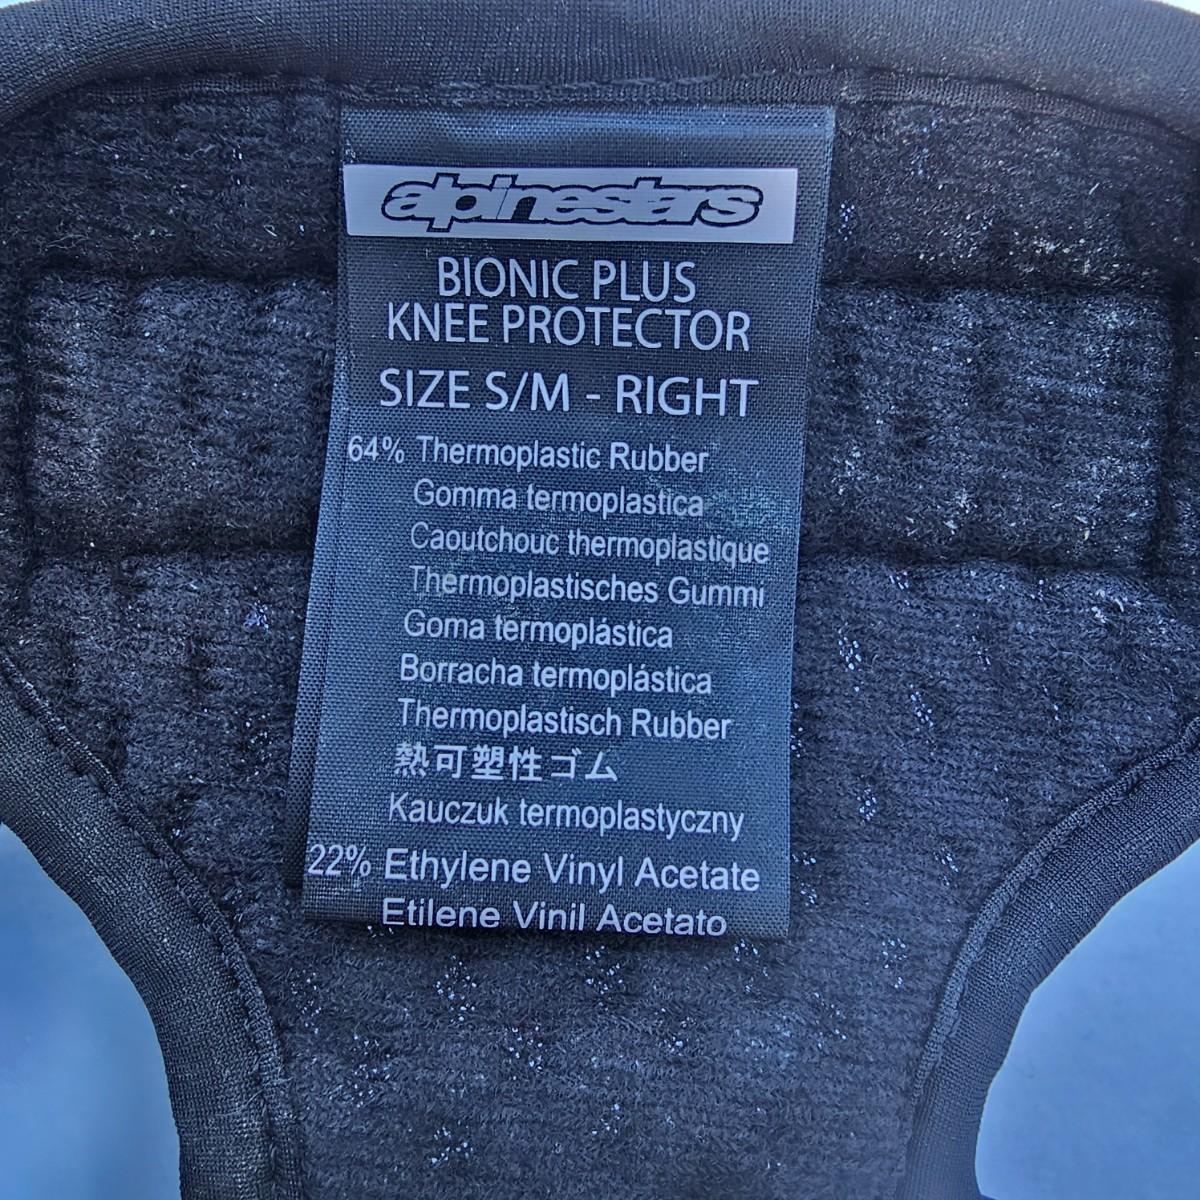 alpinestars
BIONIC PLUS
KNEE PROTECTOR
SIZE S/M - RIGHT
64% Thermoplastic Rubber
Gomma termoplastica
Caoutchouc thermoplastique
Thermoplastisches Gummi
Goma termoplástica
Borracha termoplástica
Thermoplastisch Rubber
熱可塑性ゴム
Kauczuk termoplastyczny
22% Ethylene Vinyl Acetate
Etilene Vinil Acetato